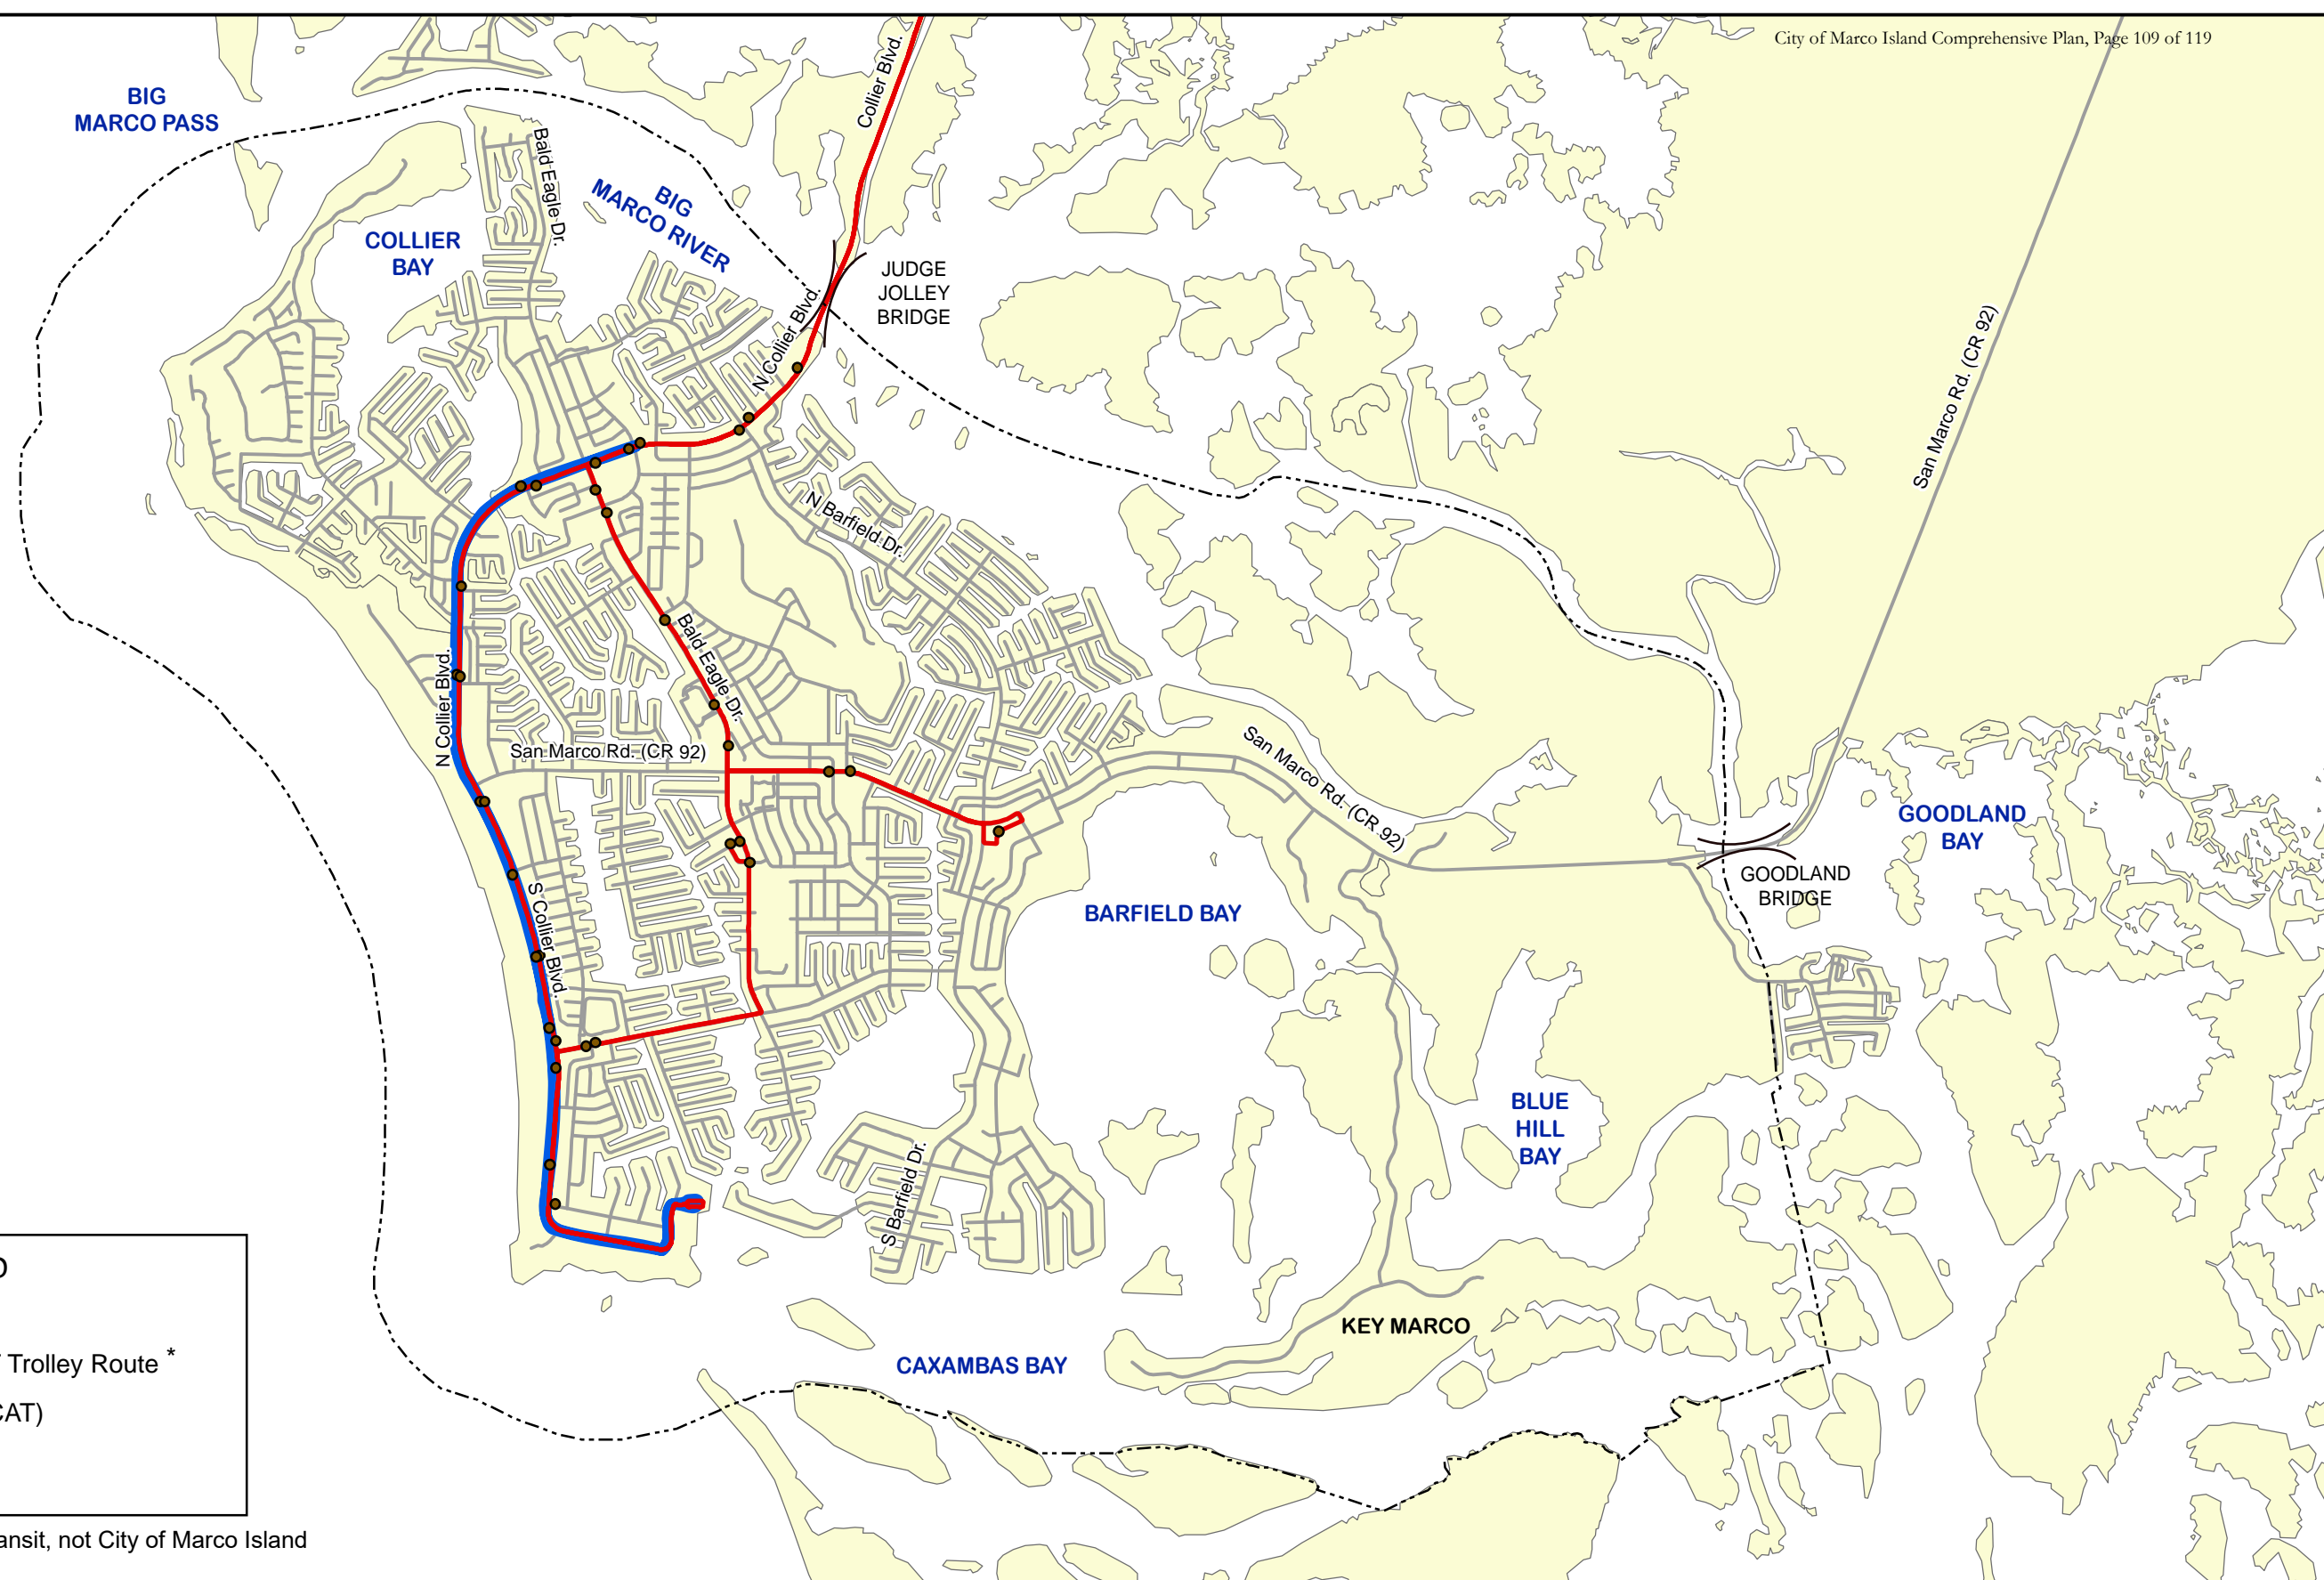 City of Marco Island Comprehensive Plan, Page 109 of 119
Collier Blvd.
BIG
MARCO PASS
Bald Eagle Dr.
BIG
MARCO RIVER
COLLIER
BAY
JUDGE
JOLLEY
BRIDGE
N Collier Blvd.
San Marco Rd. (CR 92)
N Barfield Dr.
Bald Eagle Dr.
N Collier Blvd.
San Marco Rd. (CR 92)
San Marco Rd. (CR 92)
GOODLAND
BAY
GOODLAND
BRIDGE
S Collier Blvd.
BARFIELD BAY
BLUE
HILL
BAY
S Barfield Dr.
KEY MARCO
CAXAMBAS BAY
Trolley Route *
CAT)
ansit, not City of Marco Island